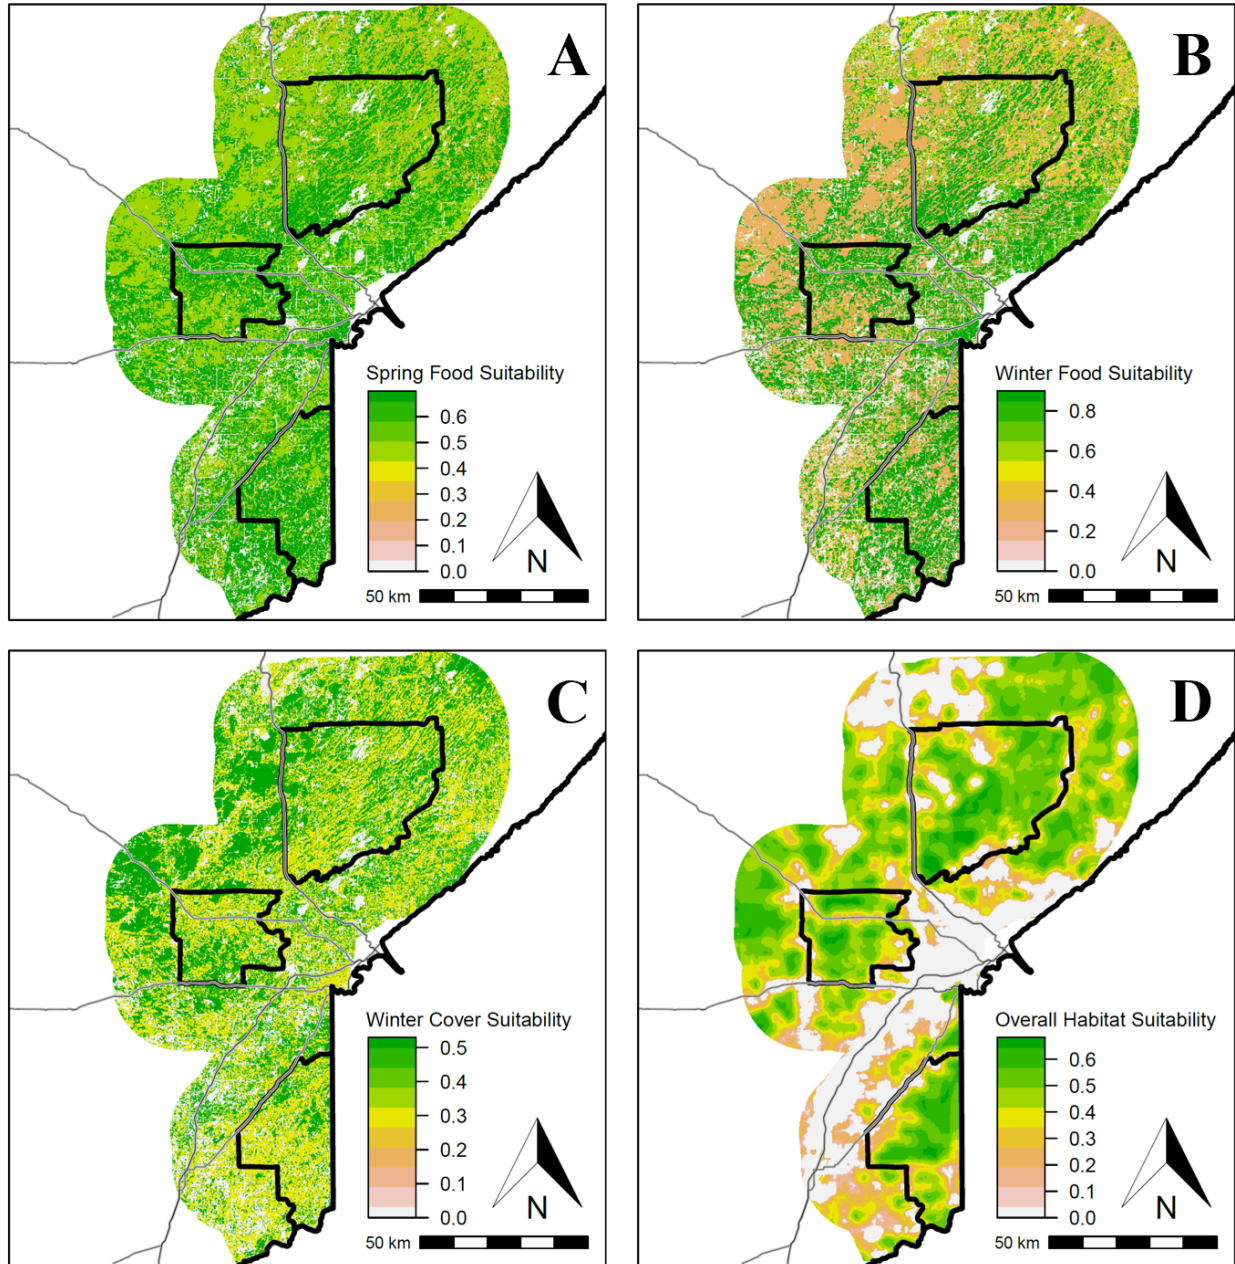 A
Spring Food Suitability
0.6
0.5
0.4
0.3
0.2
0.1
0.0
N
50 km
B
Winter Food Suitability
0.8
0.6
0.4
0.2
0.0
N
50 km
C
Winter Cover Suitability
0.5
0.4
0.3
0.2
0.1
0.0
N
50 km
D
Overall Habitat Suitability
0.6
0.5
0.4
0.3
0.2
0.1
0.0
N
50 km